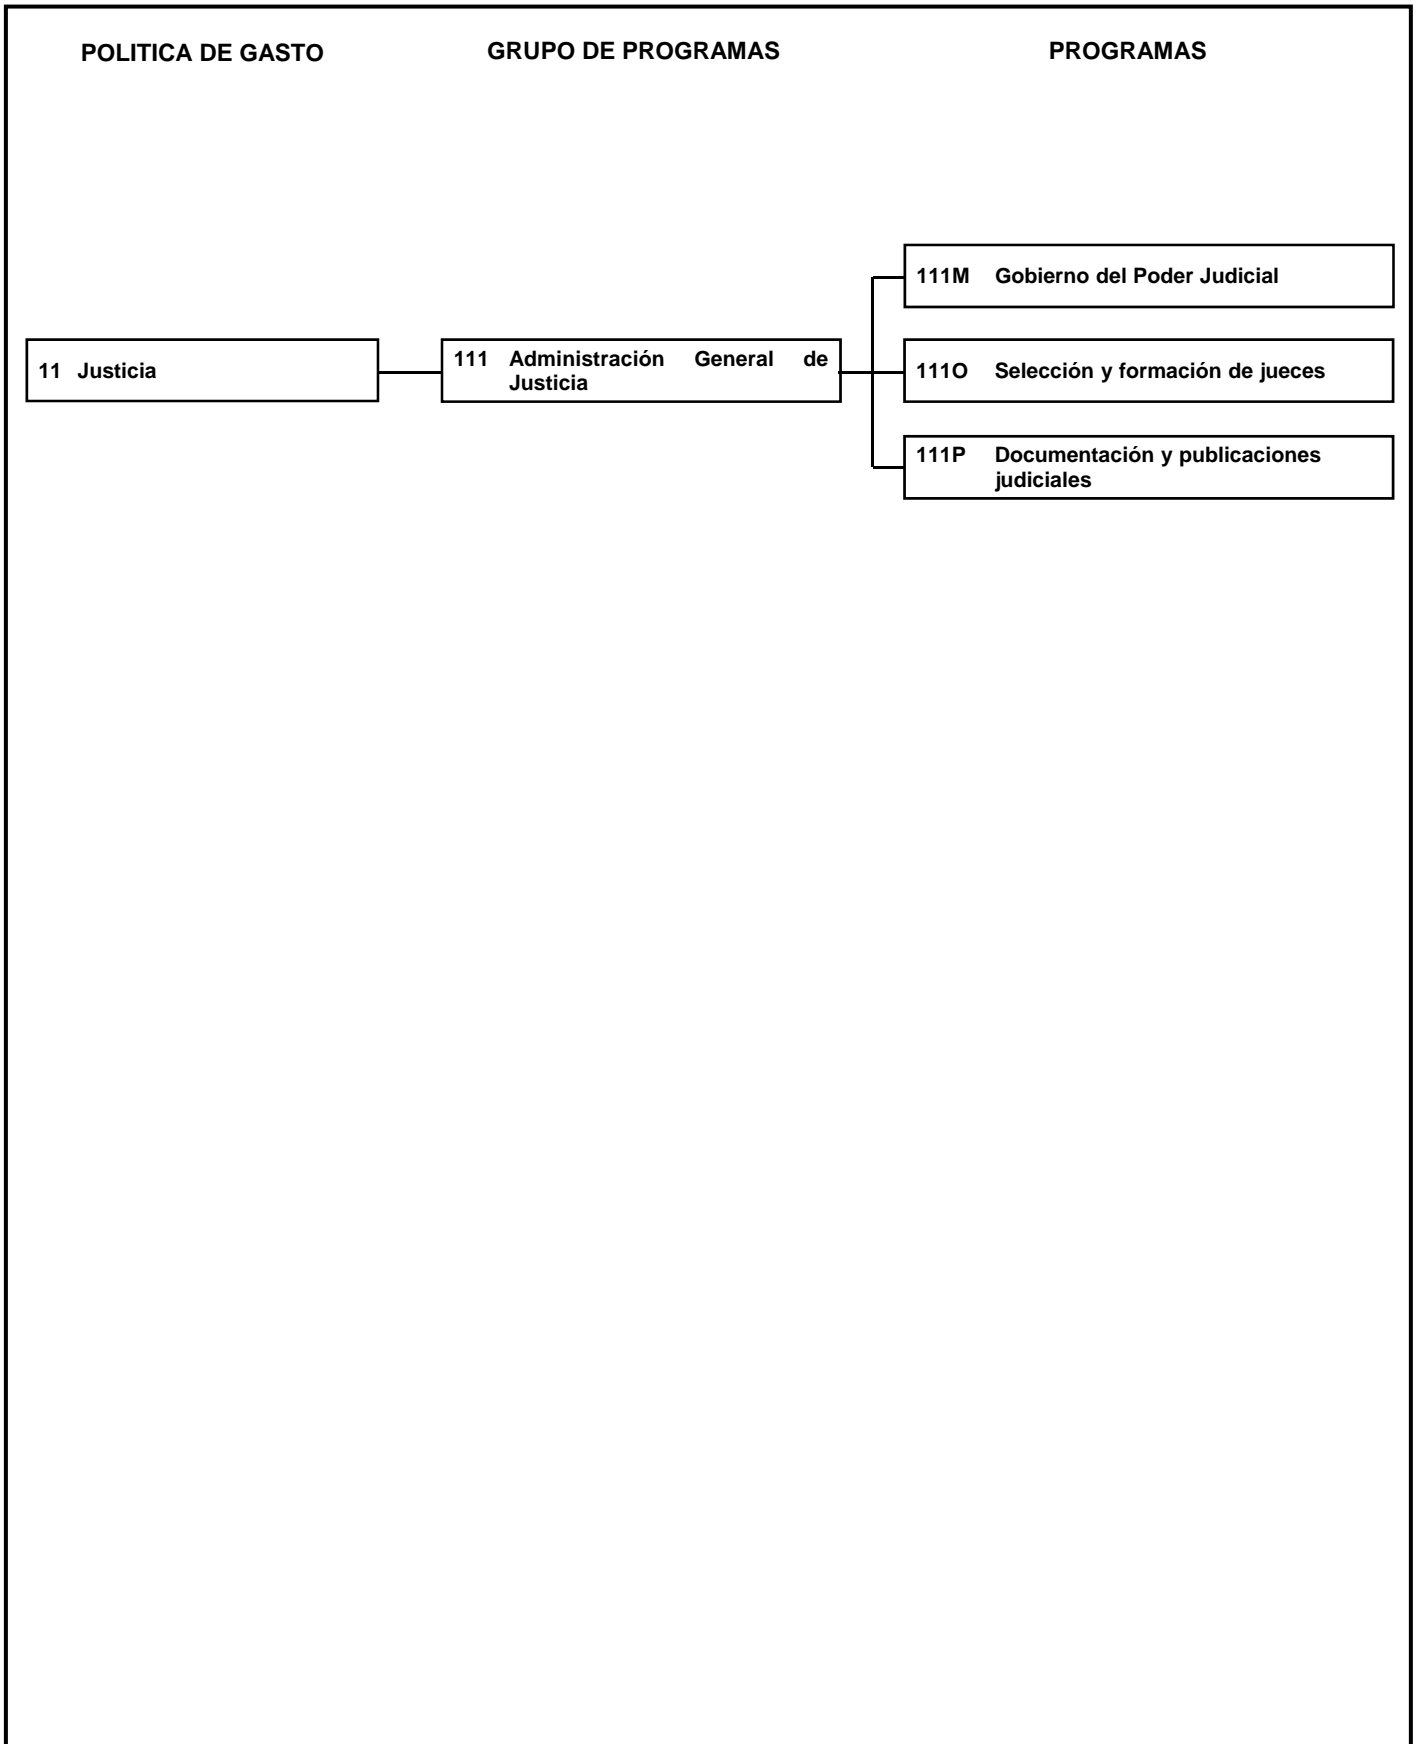 POLITICA DE GASTO
GRUPO DE PROGRAMAS
PROGRAMAS
11 Justicia
111 Administración General de
Justicia
111M Gobierno del Poder Judicial
111O Selección y formación de jueces
111P Documentación y publicaciones
judiciales